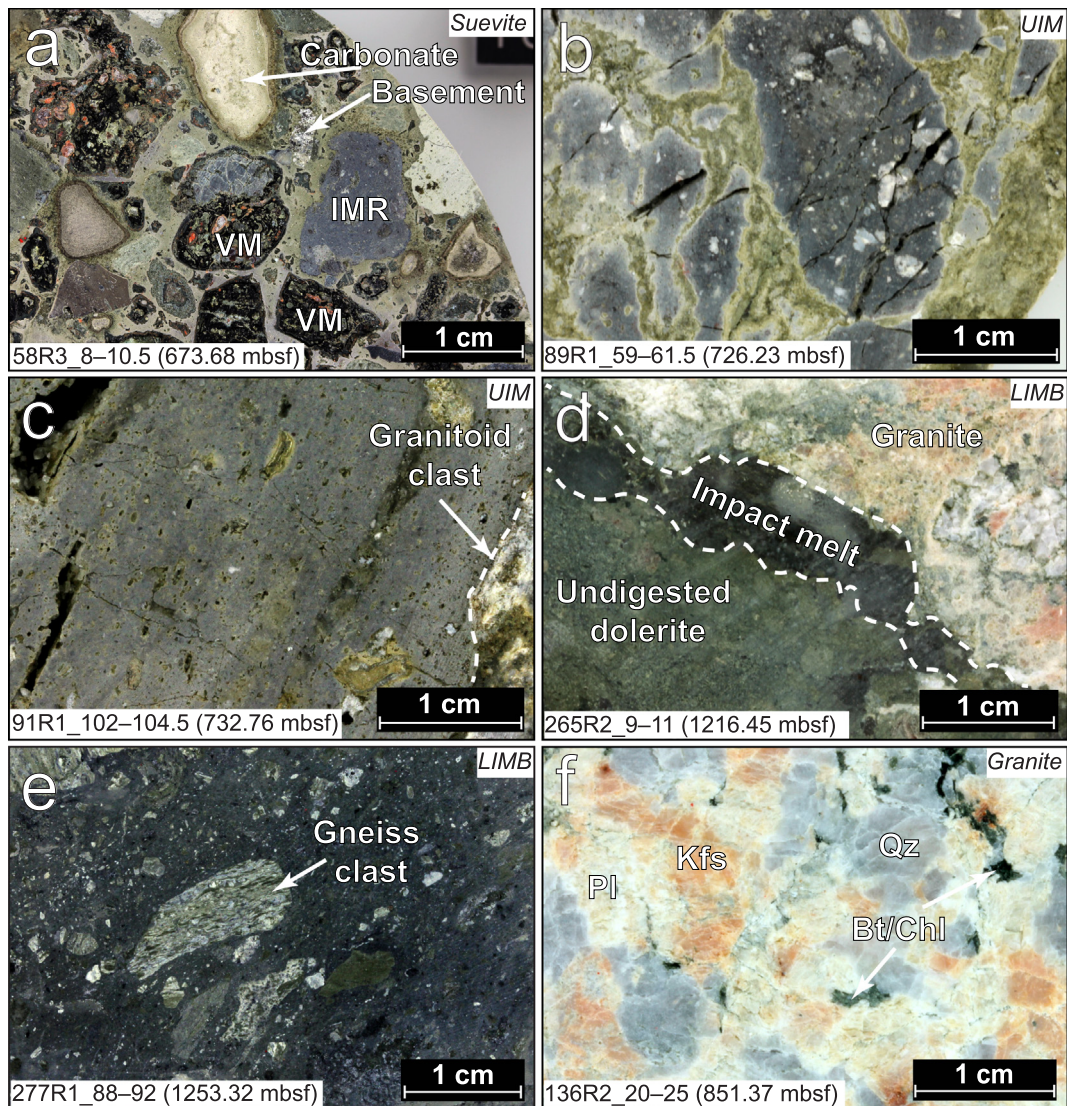 a
Suevite
Carbonate
Basement
IMR
VM
VM
1 cm
58R3_8–10.5 (673.68 mbsf)
b
UIM
1 cm
89R1_59–61.5 (726.23 mbsf)
c
UIM
Granitoid
clast
1 cm
91R1_102–104.5 (732.76 mbsf)
d
LIMB
Granite
Impact melt
Undigested
dolerite
1 cm
265R2_9–11 (1216.45 mbsf)
e
LIMB
Gneiss
clast
1 cm
277R1_88–92 (1253.32 mbsf)
f
Granite
Kfs
Qz
Pl
Bt/Chl
1 cm
136R2_20–25 (851.37 mbsf)